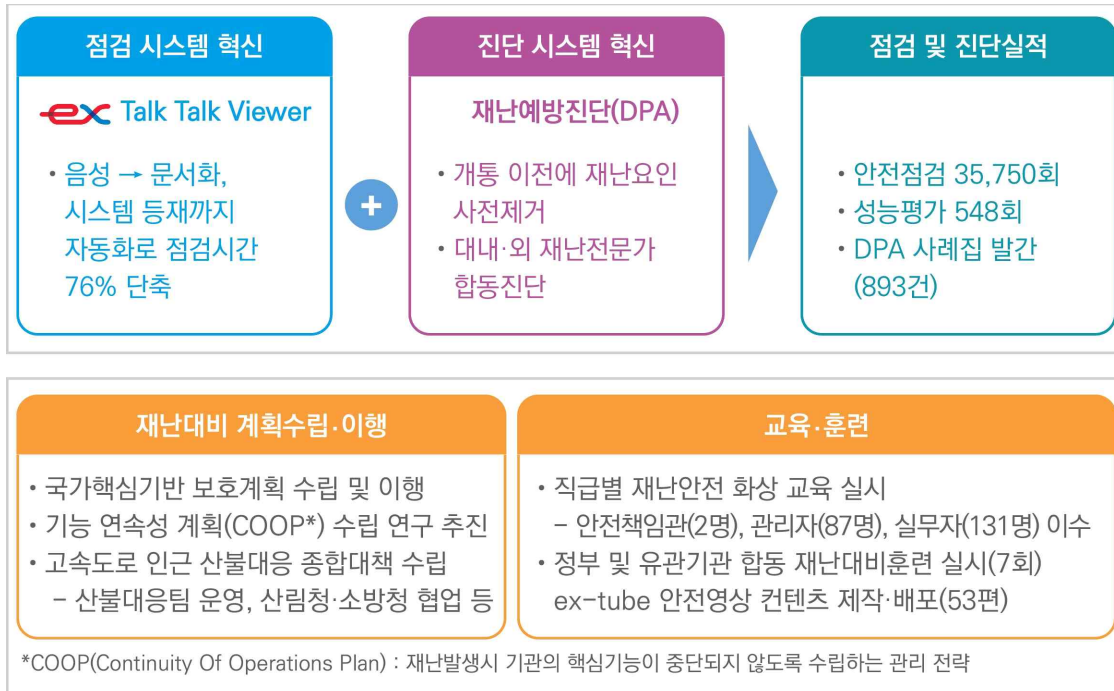 점검 시스템 혁신
ex Talk Talk Viewer
• 음성 → 문서화,
시스템 등재까지
자동화로 점검시간
76% 단축
+
진단 시스템 혁신
재난예방진단(DPA)
• 개통 이전에 재난요인
사전제거
• 대내·외 재난전문가
합동진단
점검 및 진단실적
• 안전점검 35,750회
• 성능평가 548회
• DPA 사례집 발간
(893건)
재난대비 계획수립·이행
• 국가핵심기반 보호계획 수립 및 이행
• 기능 연속성 계획(COOP*) 수립 연구 추진
• 고속도로 인근 산불대응 종합대책 수립
– 산불대응팀 운영, 산림청·소방청 협업 등
교육·훈련
• 직급별 재난안전 화상 교육 실시
– 안전책임관(2명), 관리자(87명), 실무자(131명) 이수
• 정부 및 유관기관 합동 재난대비훈련 실시(7회)
ex-tube 안전영상 컨텐츠 제작·배포(53편)
*COOP(Continuity Of Operations Plan) : 재난발생시 기관의 핵심기능이 중단되지 않도록 수립하는 관리 전략